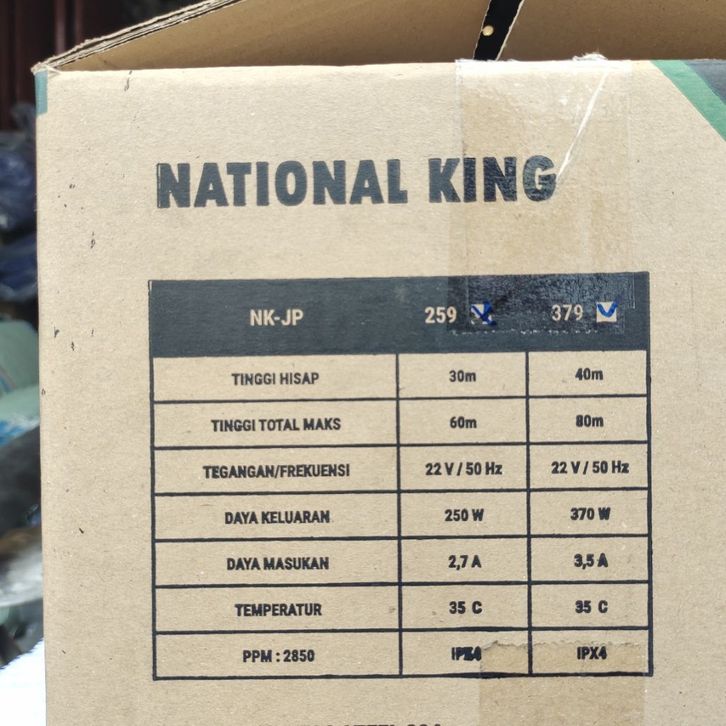 NATIONAL KING
NK-JP 259 379
TINGGI HISAP 30m 40m
TINGGI TOTAL MAKS 60m 80m
TEGANGAN/FREKUENSI 22 V / 50 Hz 22 V / 50 Hz
DAYA KELUARAN 250 W 370 W
DAYA MASUKAN 2,7 A 3,5 A
TEMPERATUR 35 C 35 C
PPM : 2850 IPX4